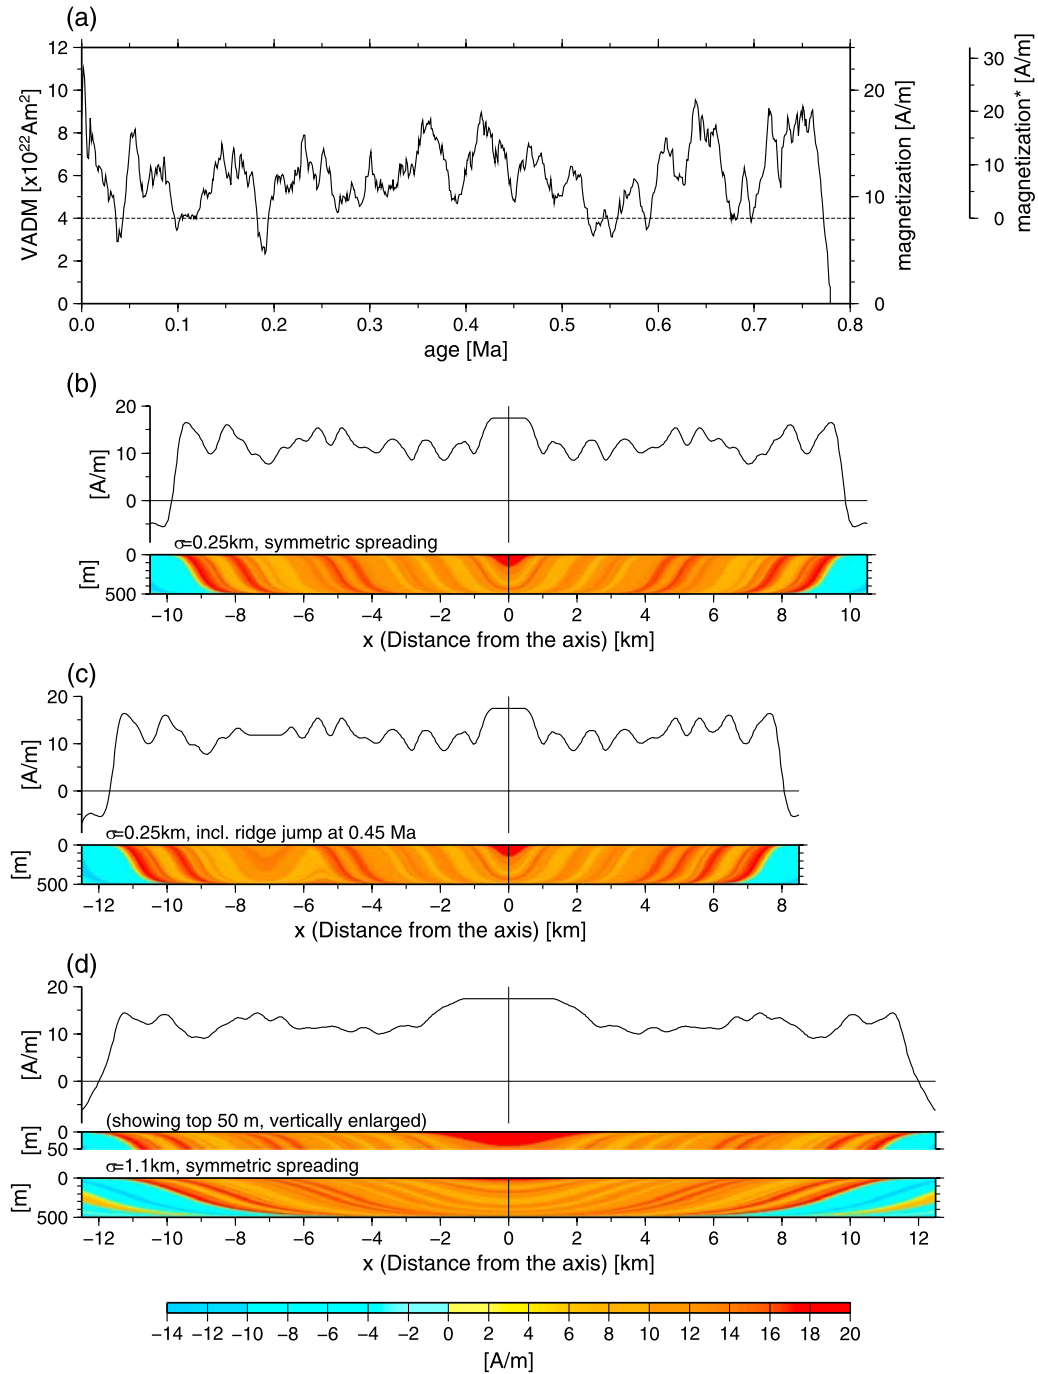 (a)
12
10
8
6
4
2
0
VADM [x10²²Am²]
20
10
0
magnetization [A/m]
30
20
10
0
magnetization* [A/m]
0.0 0.1 0.2 0.3 0.4 0.5 0.6 0.7 0.8
age [Ma]
(b)
20
10
0
[A/m]
σ=0.25km, symmetric spreading
0
500
[m]
−10 −8 −6 −4 −2 0 2 4 6 8 10
x (Distance from the axis) [km]
(c)
20
10
0
[A/m]
σ=0.25km, incl. ridge jump at 0.45 Ma
0
500
[m]
−12 −10 −8 −6 −4 −2 0 2 4 6 8
x (Distance from the axis) [km]
(d)
20
10
0
[A/m]
(showing top 50 m, vertically enlarged)
0
50
[m]
σ=1.1km, symmetric spreading
0
500
[m]
−12 −10 −8 −6 −4 −2 0 2 4 6 8 10 12
x (Distance from the axis) [km]
−14 −12 −10 −8 −6 −4 −2 0 2 4 6 8 10 12 14 16 18 20
[A/m]